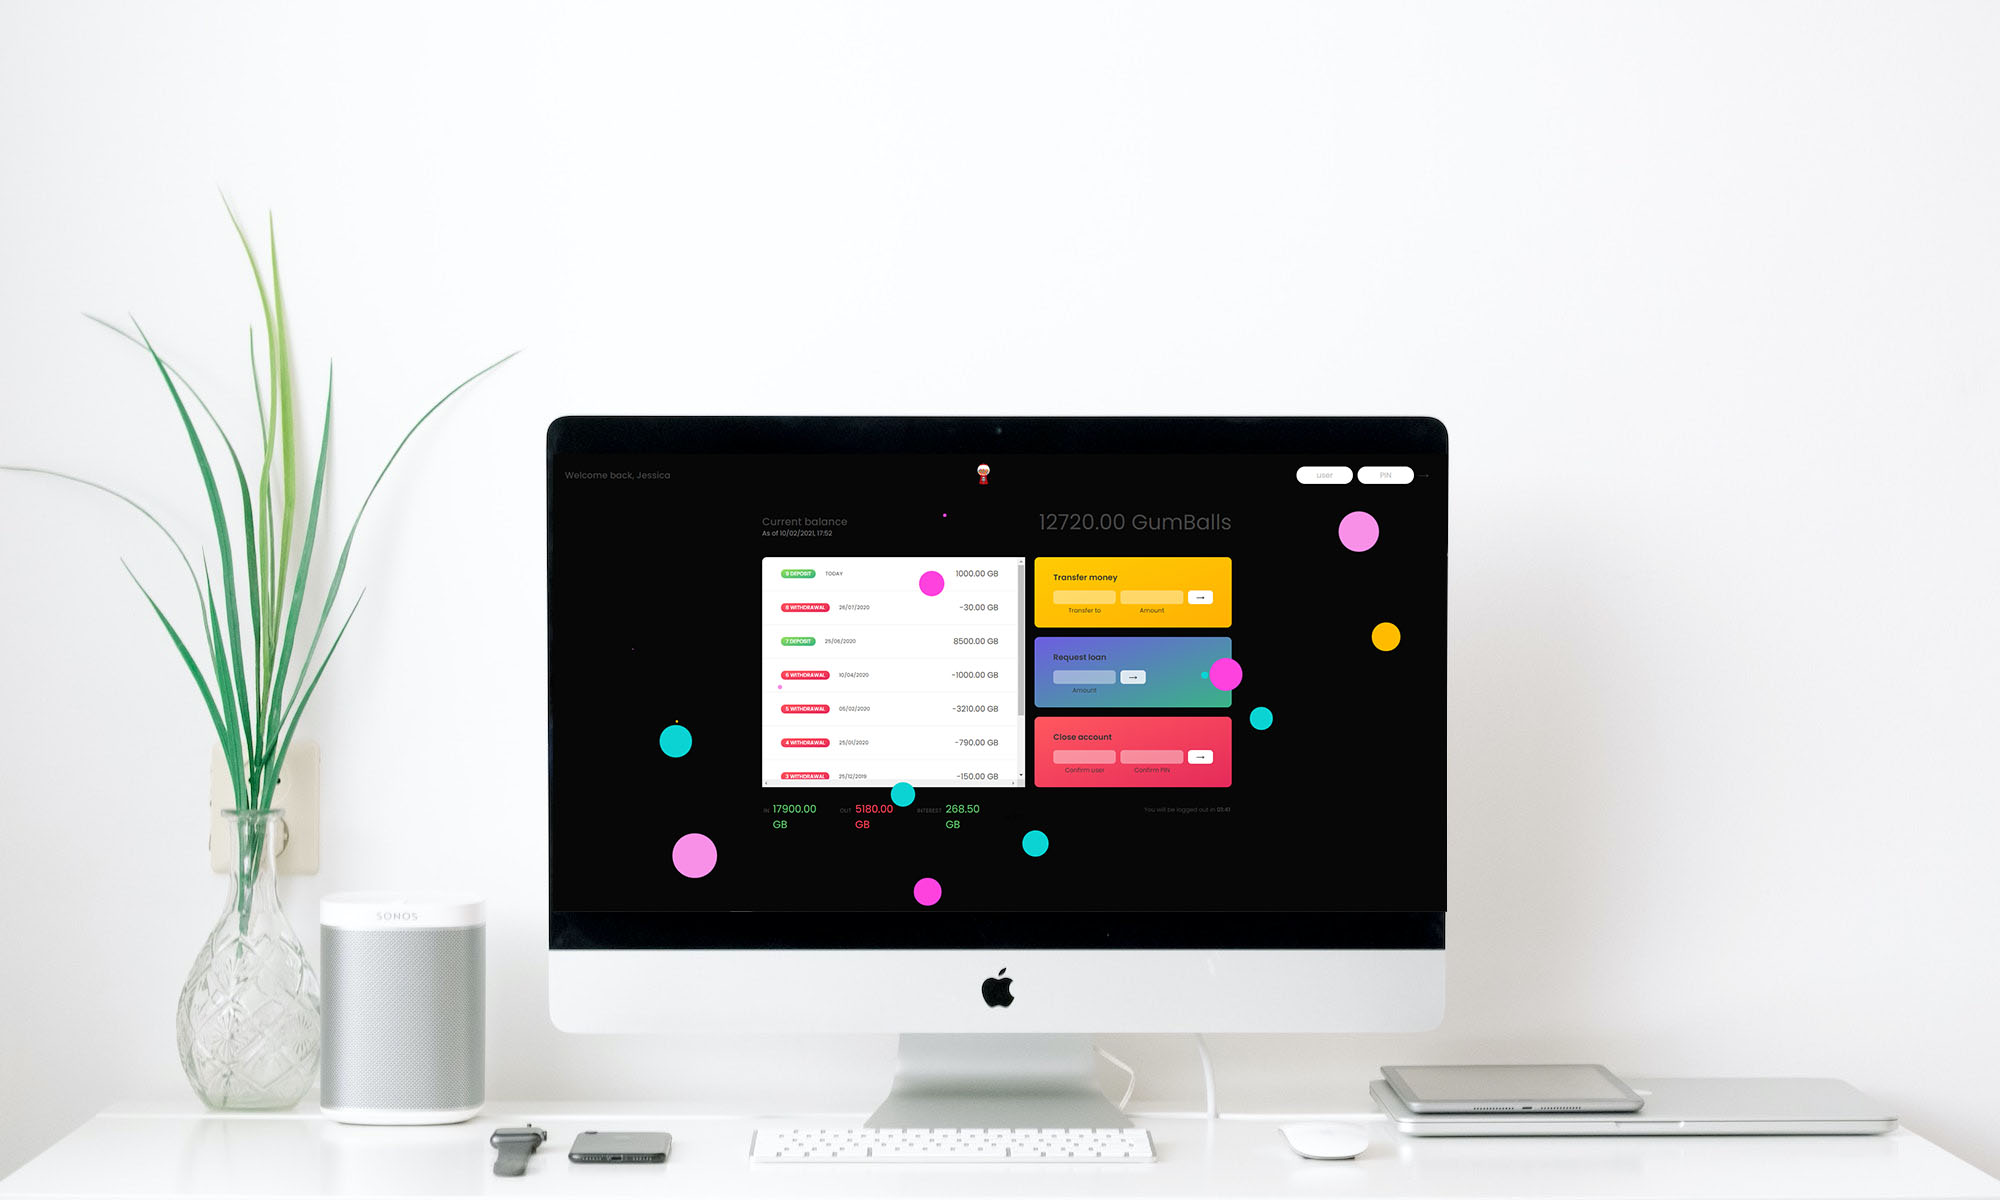 Welcome back, Jessica
user
PIN
→
Current balance
As of 10/02/2021, 17:52
12720.00 GumBalls
9 DEPOSIT TODAY 1000.00 GB
8 WITHDRAWAL 26/07/2020 -30.00 GB
7 DEPOSIT 25/06/2020 8500.00 GB
6 WITHDRAWAL 10/04/2020 -1000.00 GB
5 WITHDRAWAL 05/02/2020 -3210.00 GB
4 WITHDRAWAL 25/01/2020 -790.00 GB
3 WITHDRAWAL 25/12/2019 -150.00 GB
Transfer money
→
Transfer to Amount
Request loan
→
Amount
Close account
→
Confirm user Confirm PIN
IN 17900.00 GB
OUT 5180.00 GB
INTEREST 268.50 GB
You will be logged out in 01:41
SONOS